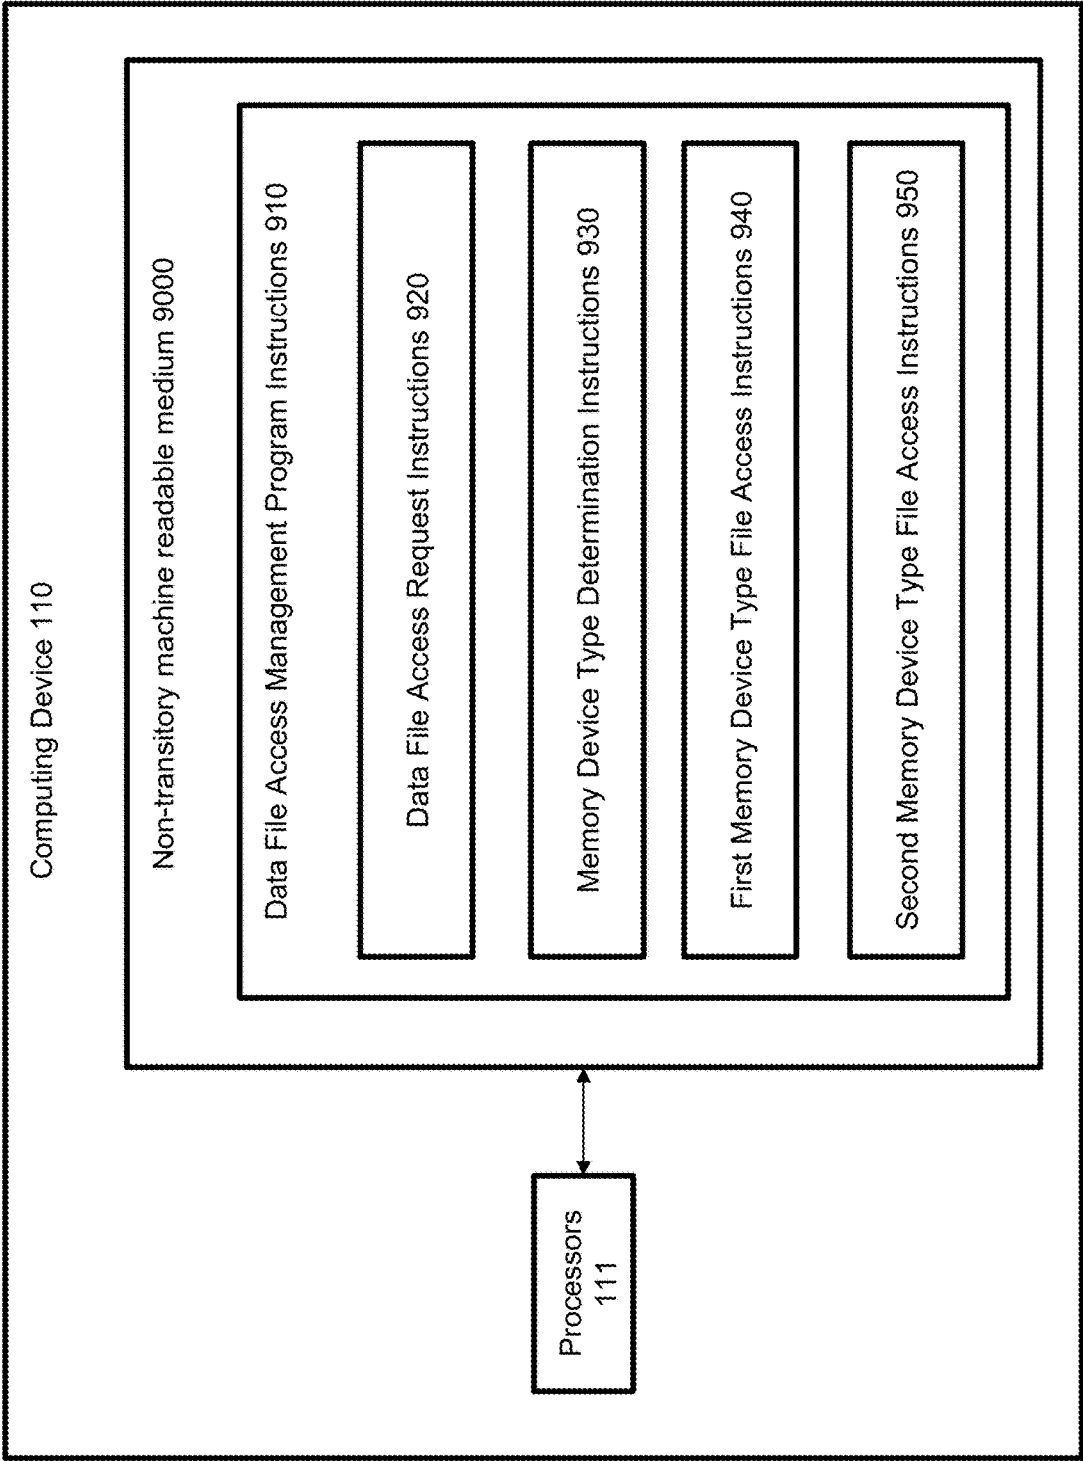 Computing Device 110
Non-transitory machine readable medium 9000
Data File Access Management Program Instructions 910
Data File Access Request Instructions 920
Memory Device Type Determination Instructions 930
First Memory Device Type File Access Instructions 940
Second Memory Device Type File Access Instructions 950
Processors
111